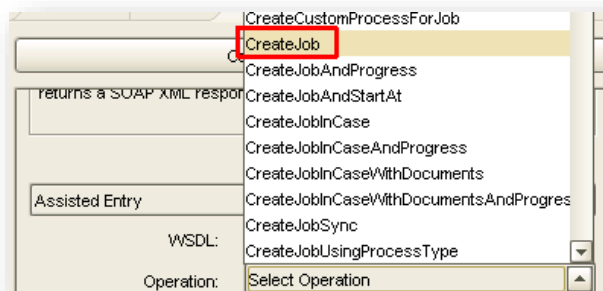 CreateCustomProcessForJob
CreateJob
CreateJobAndProgress
returns a SOAP XML respor
CreateJobAndStartAt
CreateJobInCase
CreateJobInCaseAndProgress
CreateJobInCaseWithDocuments
Assisted Entry
CreateJobInCaseWithDocumentsAndProgres
CreateJobSync
WSDL:
CreateJobUsingProcessType
Operation:
Select Operation